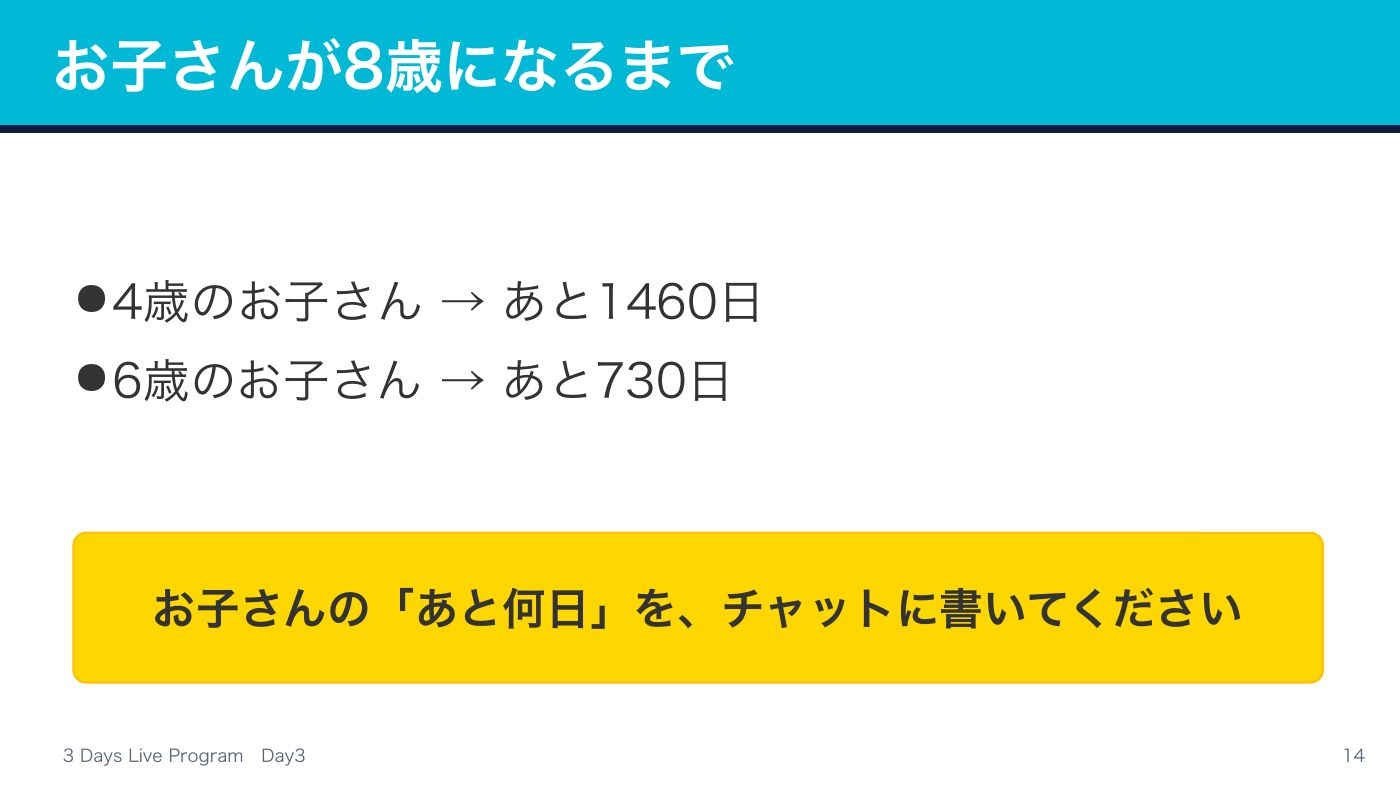 お子さんが8歳になるまで
●4歳のお子さん → あと1460日
●6歳のお子さん → あと730日
お子さんの「あと何日」を、チャットに書いてください
3 Days Live Program　Day3
14